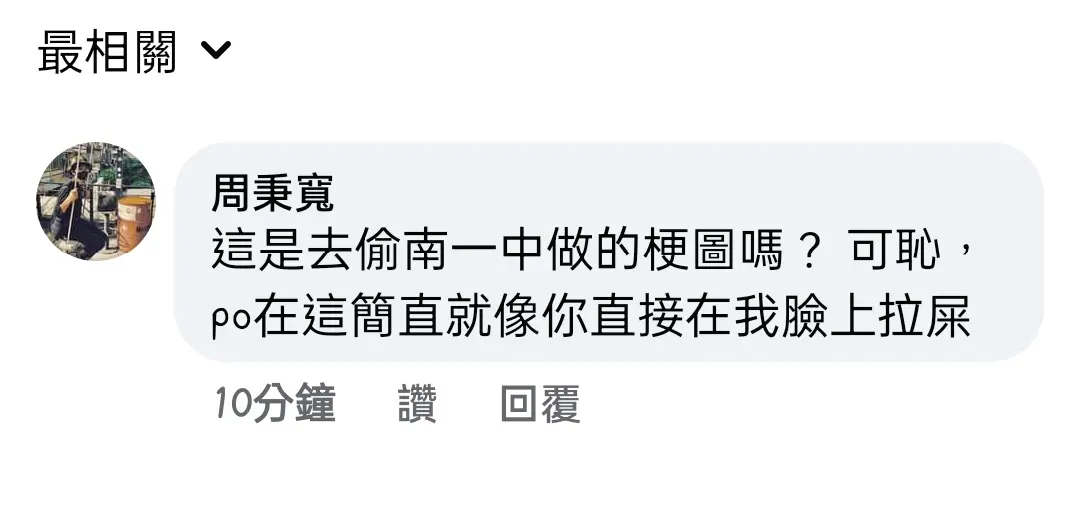 最相關
周秉寬
這是去偷南一中做的梗圖嗎？ 可恥，
po在這簡直就像你直接在我臉上拉屎
10分鐘 讚 回覆